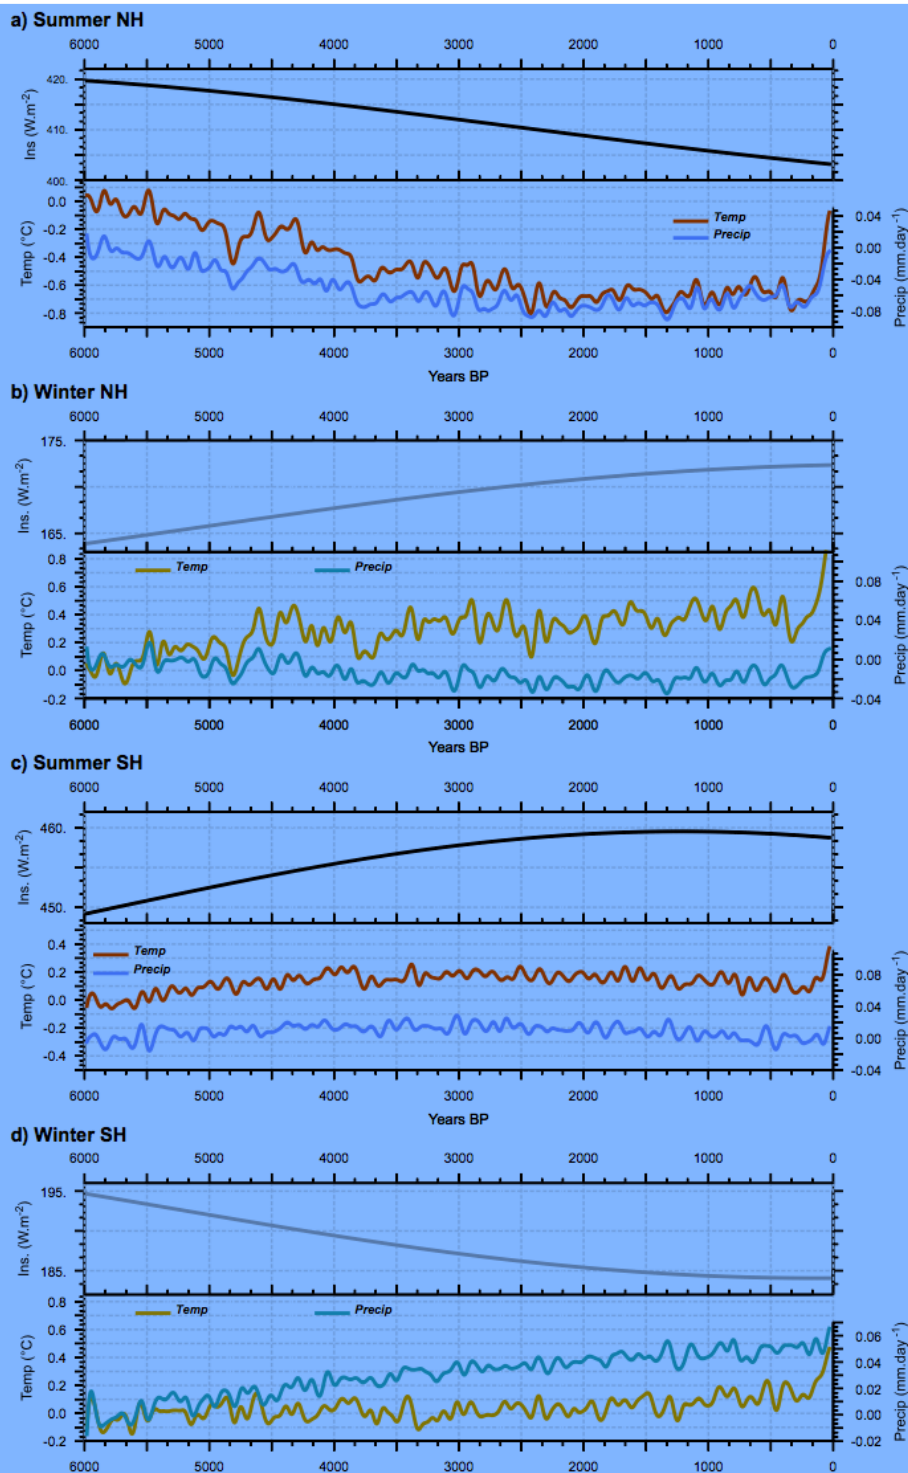 a) Summer NH
6000 5000 4000 3000 2000 1000 0
420.
410.
400.
Ins (W.m-2)
0.0
-0.2
-0.4
-0.6
-0.8
Temp (°C)
Temp
Precip
0.04
0.00
-0.04
-0.08
Precip (mm.day-1)
6000 5000 4000 3000 2000 1000 0
Years BP
b) Winter NH
6000 5000 4000 3000 2000 1000 0
175.
165.
Ins. (W.m-2)
0.8
0.6
0.4
0.2
0.0
-0.2
Temp (°C)
Temp Precip
0.08
0.04
0.00
-0.04
Precip (mm.day-1)
6000 5000 4000 3000 2000 1000 0
Years BP
c) Summer SH
6000 5000 4000 3000 2000 1000 0
460.
450.
Ins. (W.m-2)
0.4
0.2
0.0
-0.2
-0.4
Temp (°C)
Temp
Precip
0.08
0.04
0.00
-0.04
Precip (mm.day-1)
6000 5000 4000 3000 2000 1000 0
Years BP
d) Winter SH
6000 5000 4000 3000 2000 1000 0
195.
185.
Ins. (W.m-2)
0.8
0.6
0.4
0.2
0.0
-0.2
Temp (°C)
Temp Precip
0.06
0.04
0.02
0.00
-0.02
Precip (mm.day-1)
6000 5000 4000 3000 2000 1000 0